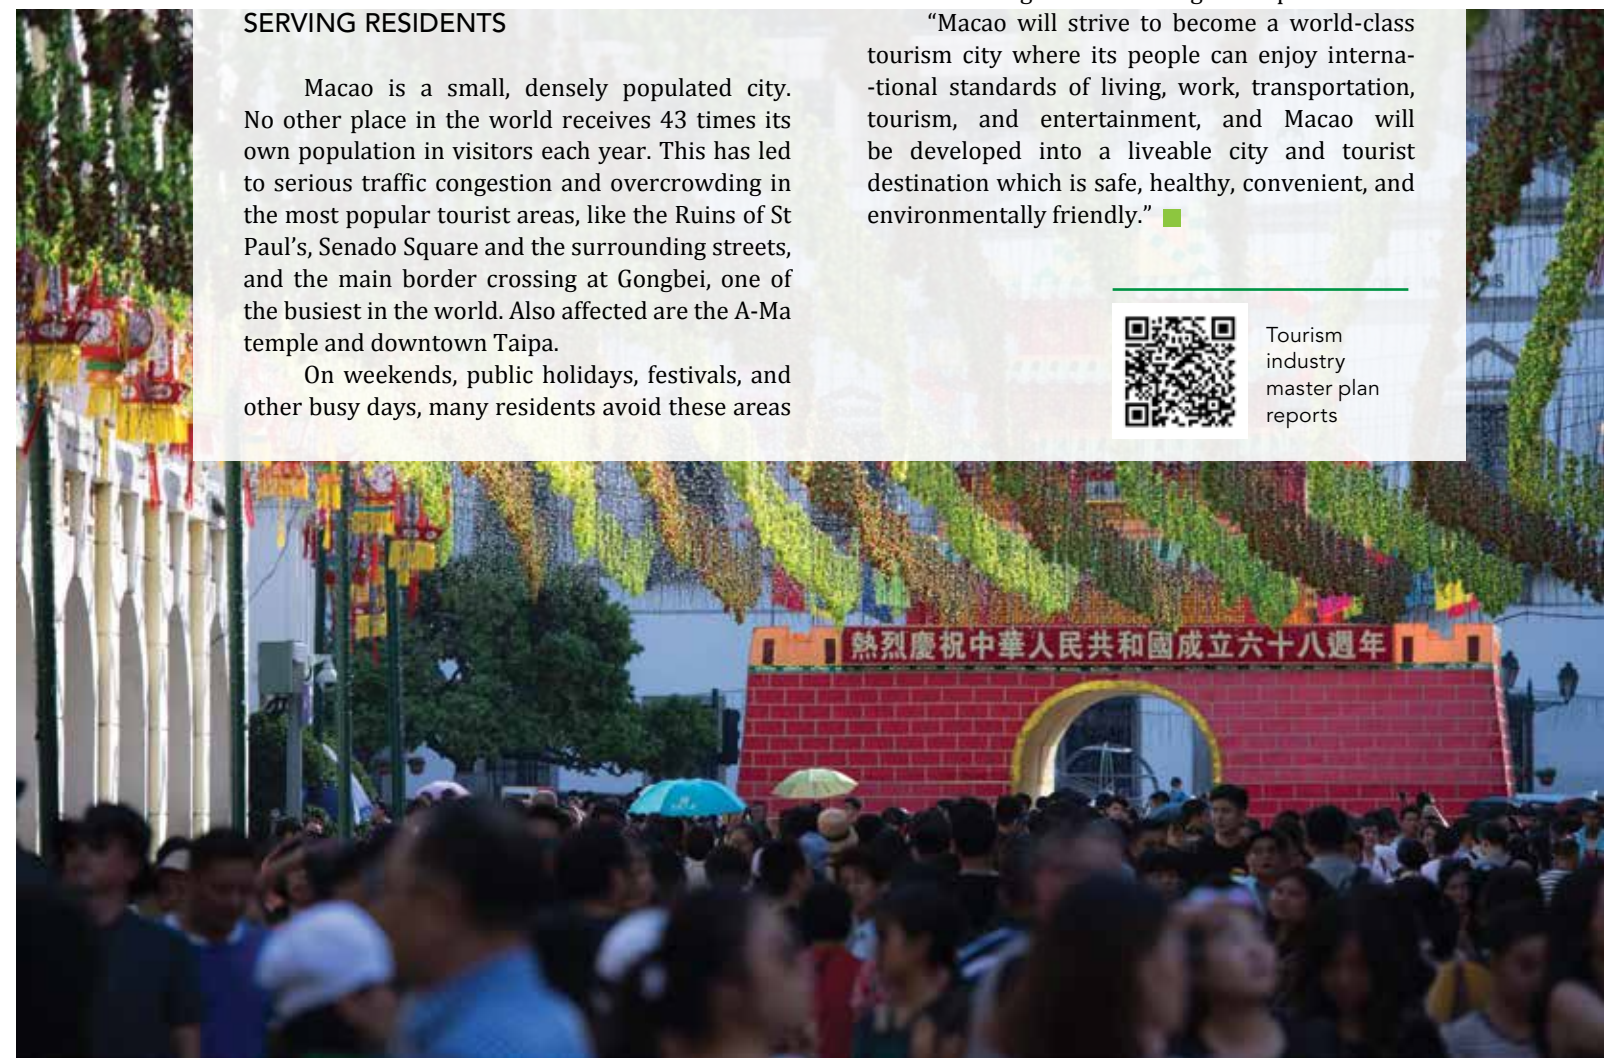 SERVING RESIDENTS
Macao is a small, densely populated city.
No other place in the world receives 43 times its
own population in visitors each year. This has led
to serious traffic congestion and overcrowding in
the most popular tourist areas, like the Ruins of St
Paul’s, Senado Square and the surrounding streets,
and the main border crossing at Gongbei, one of
the busiest in the world. Also affected are the A-Ma
temple and downtown Taipa.
On weekends, public holidays, festivals, and
other busy days, many residents avoid these areas
“Macao will strive to become a world-class
tourism city where its people can enjoy interna-
-tional standards of living, work, transportation,
tourism, and entertainment, and Macao will
be developed into a liveable city and tourist
destination which is safe, healthy, convenient, and
environmentally friendly.”
Tourism
industry
master plan
reports
熱烈慶祝中華人民共和國成立六十八週年